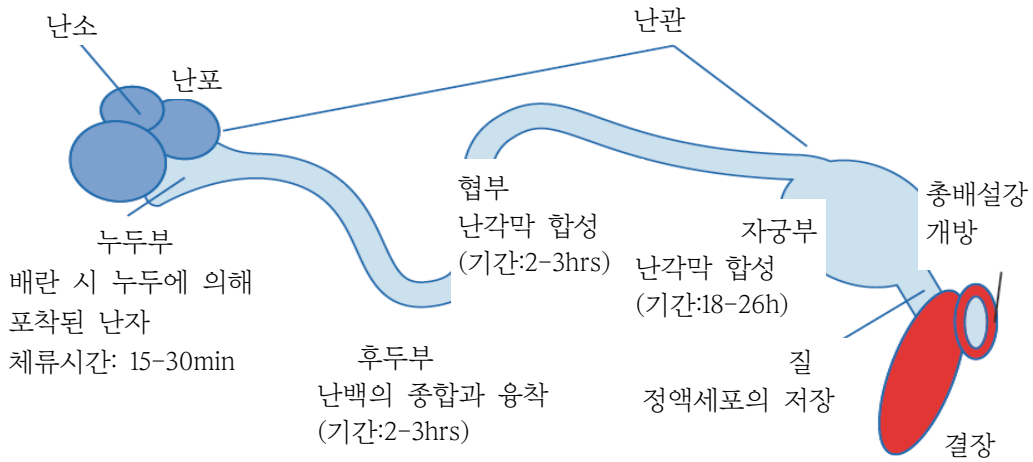 난소
난포
난관
누두부
배란 시 누두에 의해
포착된 난자
체류시간: 15-30min
후두부
난백의 종합과 융착
(기간:2-3hrs)
협부
난각막 합성
(기간:2-3hrs)
자궁부
난각막 합성
(기간:18-26h)
총배설강
개방
질
정액세포의 저장
결장